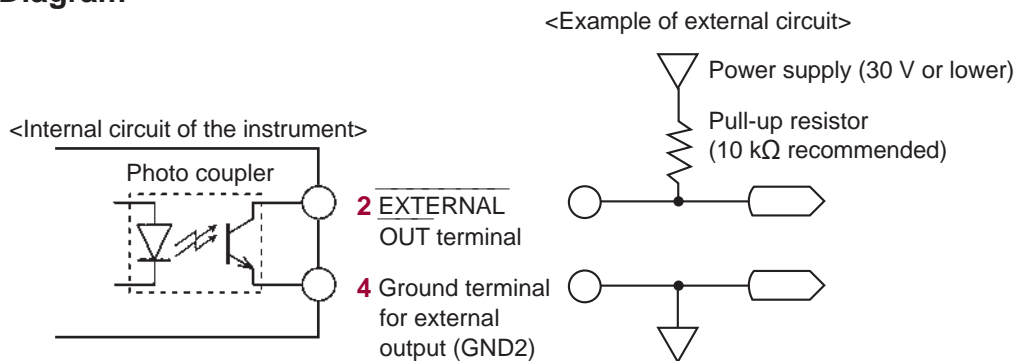 Diagram
<Example of external circuit>
Power supply (30 V or lower)
<Internal circuit of the instrument>
Pull-up resistor
(10 kΩ recommended)
Photo coupler
2 EXTERNAL
OUT terminal
4 Ground terminal
for external
output (GND2)